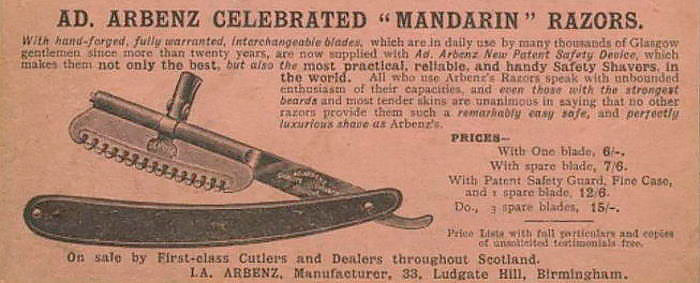 AD. ARBENZ CELEBRATED "MANDARIN" RAZORS.
With hand-forged, fully warranted, interchangeable blades, which are in daily use by many thousands of Glasgow
gentlemen since more than twenty years, are now supplied with Ad. Arbenz New Patent Safety Device, which
makes them not only the best, but also the most practical, reliable, and handy Safety Shavers, in
the world. All who use Arbenz's Razors speak with unbounded
enthusiasm of their capacities, and even those with the strongest
beards and most tender skins are unanimous in saying that no other
razors provide them such a remarkably easy safe, and perfectly
luxurious shave as Arbenz's.
PRICES—
With One blade, 6/-.
With spare blade, 7/6.
With Patent Safety Guard, Fine Case,
and 1 spare blade, 12/6.
Do., 3 spare blades, 15/-.
Price Lists with full particulars and copies
of unsolicited testimonials free.
On sale by First-class Cutlers and Dealers throughout Scotland.
I.A. ARBENZ, Manufacturer, 33, Ludgate Hill, Birmingham.